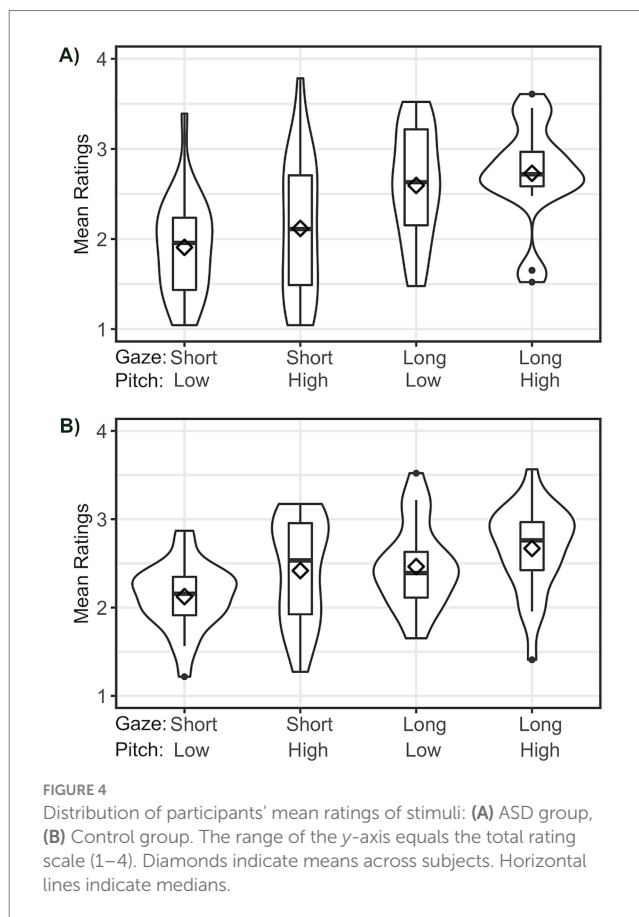 A)
4
3
2
1
Mean Ratings
Gaze: Short Short Long Long
Pitch: Low High Low High
B)
4
3
2
1
Mean Ratings
Gaze: Short Short Long Long
Pitch: Low High Low High
FIGURE 4
Distribution of participants’ mean ratings of stimuli: (A) ASD group,
(B) Control group. The range of the y-axis equals the total rating
scale (1–4). Diamonds indicate means across subjects. Horizontal
lines indicate medians.